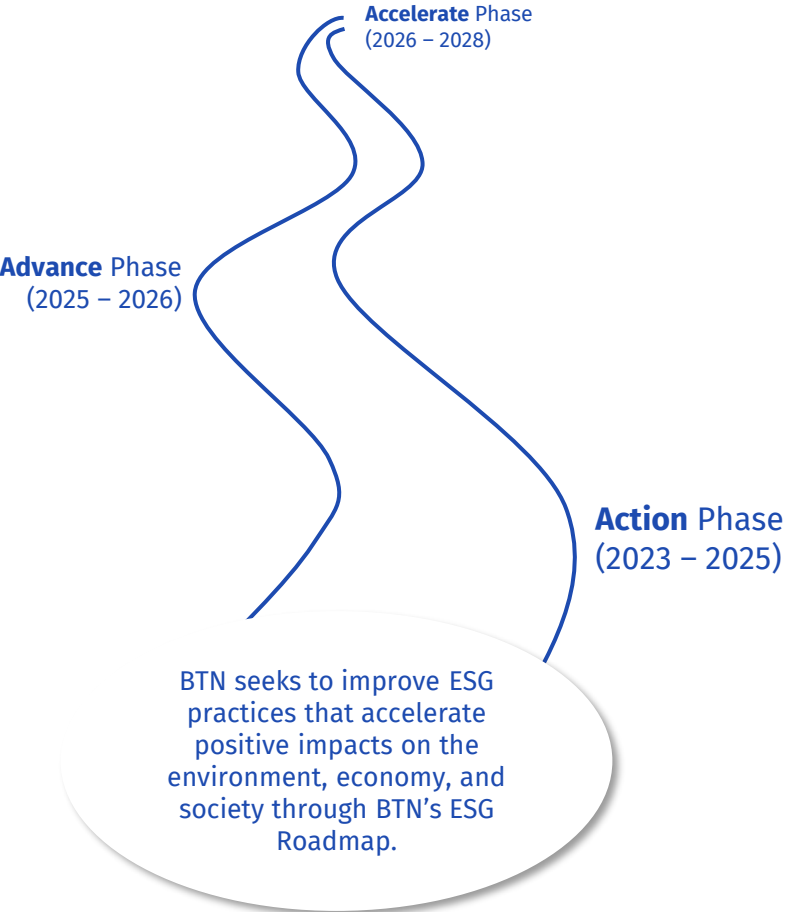 Accelerate Phase
(2026 – 2028)
Advance Phase
(2025 – 2026)
Action Phase
(2023 – 2025)
BTN seeks to improve ESG
practices that accelerate
positive impacts on the
environment, economy, and
society through BTN’s ESG
Roadmap.